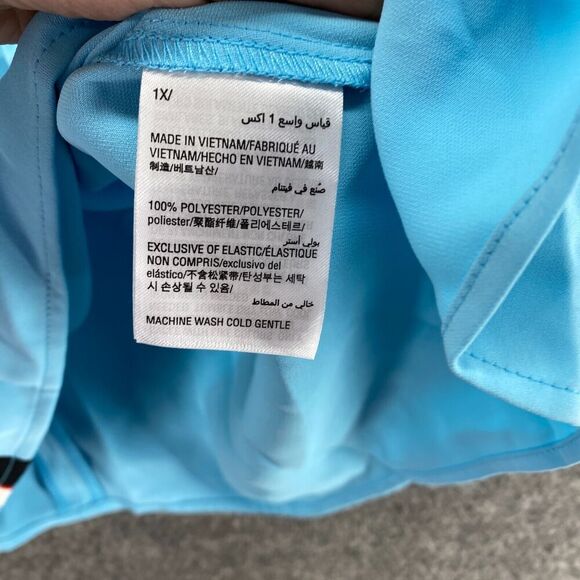 1X/
قياس واسع 1 اكس
MADE IN VIETNAM/FABRIQUÉ AU
VIETNAM/HECHO EN VIETNAM/越南
制造/베트남산/
صُنع في فيتنام
100% POLYESTER/POLYESTER/
poliester/聚酯纤维/폴리에스테르/
بولي أستر
EXCLUSIVE OF ELASTIC/ÉLASTIQUE
NON COMPRIS/exclusivo del
elástico/不含松紧带/탄성부는 세탁
시 손상될 수 있음/
خالي من المطاط
MACHINE WASH COLD GENTLE